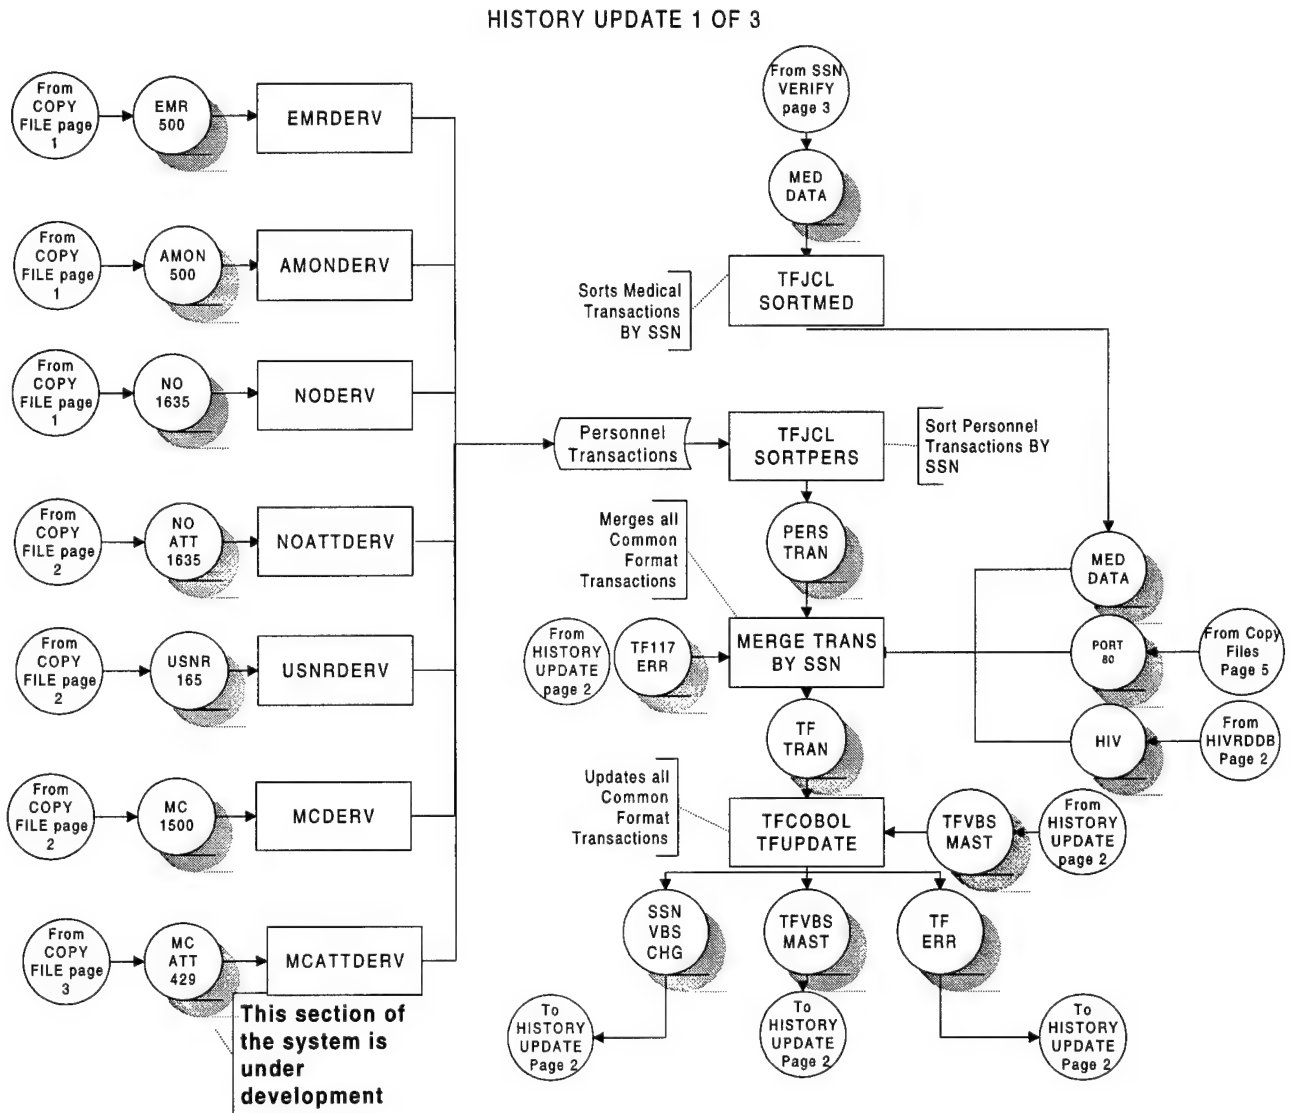 HISTORY UPDATE 1 OF 3
From
COPY
FILE page
1
EMR
500
EMRDERV
From
COPY
FILE page
1
AMON
500
AMONDERV
From
COPY
FILE page
1
NO
1635
NODERV
From
COPY
FILE page
2
NO
ATT
1635
NOATTDERV
From
COPY
FILE page
2
USNR
165
USNRDERV
From
COPY
FILE page
2
MC
1500
MCDERV
From
COPY
FILE page
3
MC
ATT
429
MCATTDERV
This section of
the system is
under
development
From SSN
VERIFY
page 3
MED
DATA
Sorts Medical
Transactions
BY SSN
TFJCL
SORTMED
Personnel
Transactions
TFJCL
SORTPERS
Sort Personnel
Transactions BY
SSN
Merges all
Common
Format
Transactions
PERS
TRAN
From
HISTORY
UPDATE
page 2
TF117
ERR
MERGE TRANS
BY SSN
MED
DATA
PORT
80
From Copy
Files
Page 5
HIV
From
HIVRDDB
Page 2
TF
TRAN
Updates all
Common
Format
Transactions
TFCOBOL
TFUPDATE
TFVBS
MAST
From
HISTORY
UPDATE
page 2
SSN
VBS
CHG
TFVBS
MAST
TF
ERR
To
HISTORY
UPDATE
Page 2
To
HISTORY
UPDATE
Page 2
To
HISTORY
UPDATE
Page 2